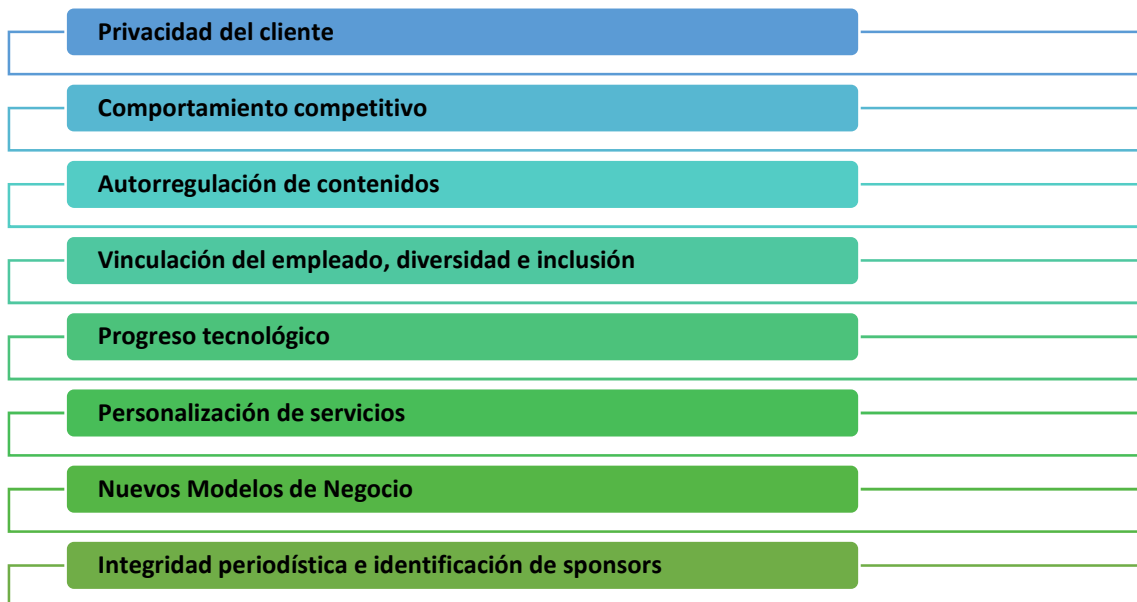 Privacidad del cliente
Comportamiento competitivo
Autorregulación de contenidos
Vinculación del empleado, diversidad e inclusión
Progreso tecnológico
Personalización de servicios
Nuevos Modelos de Negocio
Integridad periodística e identificación de sponsors